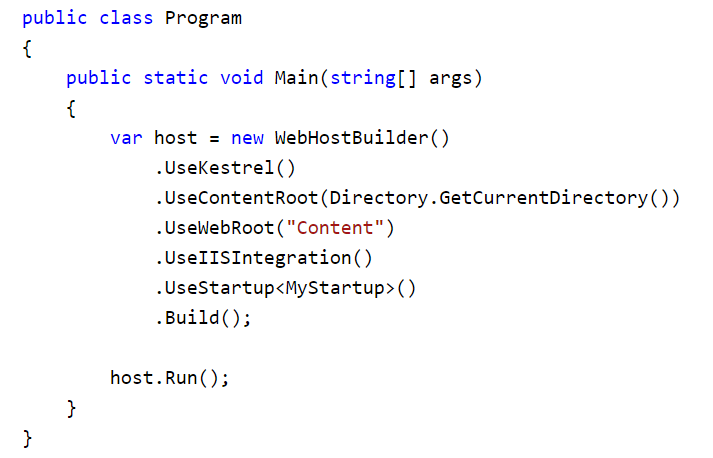 public class Program
{
    public static void Main(string[] args)
    {
        var host = new WebHostBuilder()
            .UseKestrel()
            .UseContentRoot(Directory.GetCurrentDirectory())
            .UseWebRoot("Content")
            .UseIISIntegration()
            .UseStartup<MyStartup>()
            .Build();

        host.Run();
    }
}